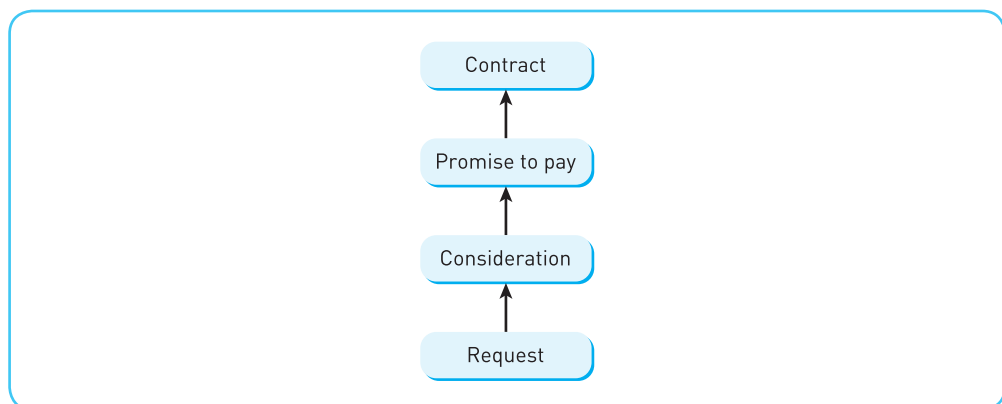 Contract
Promise to pay
Consideration
Request